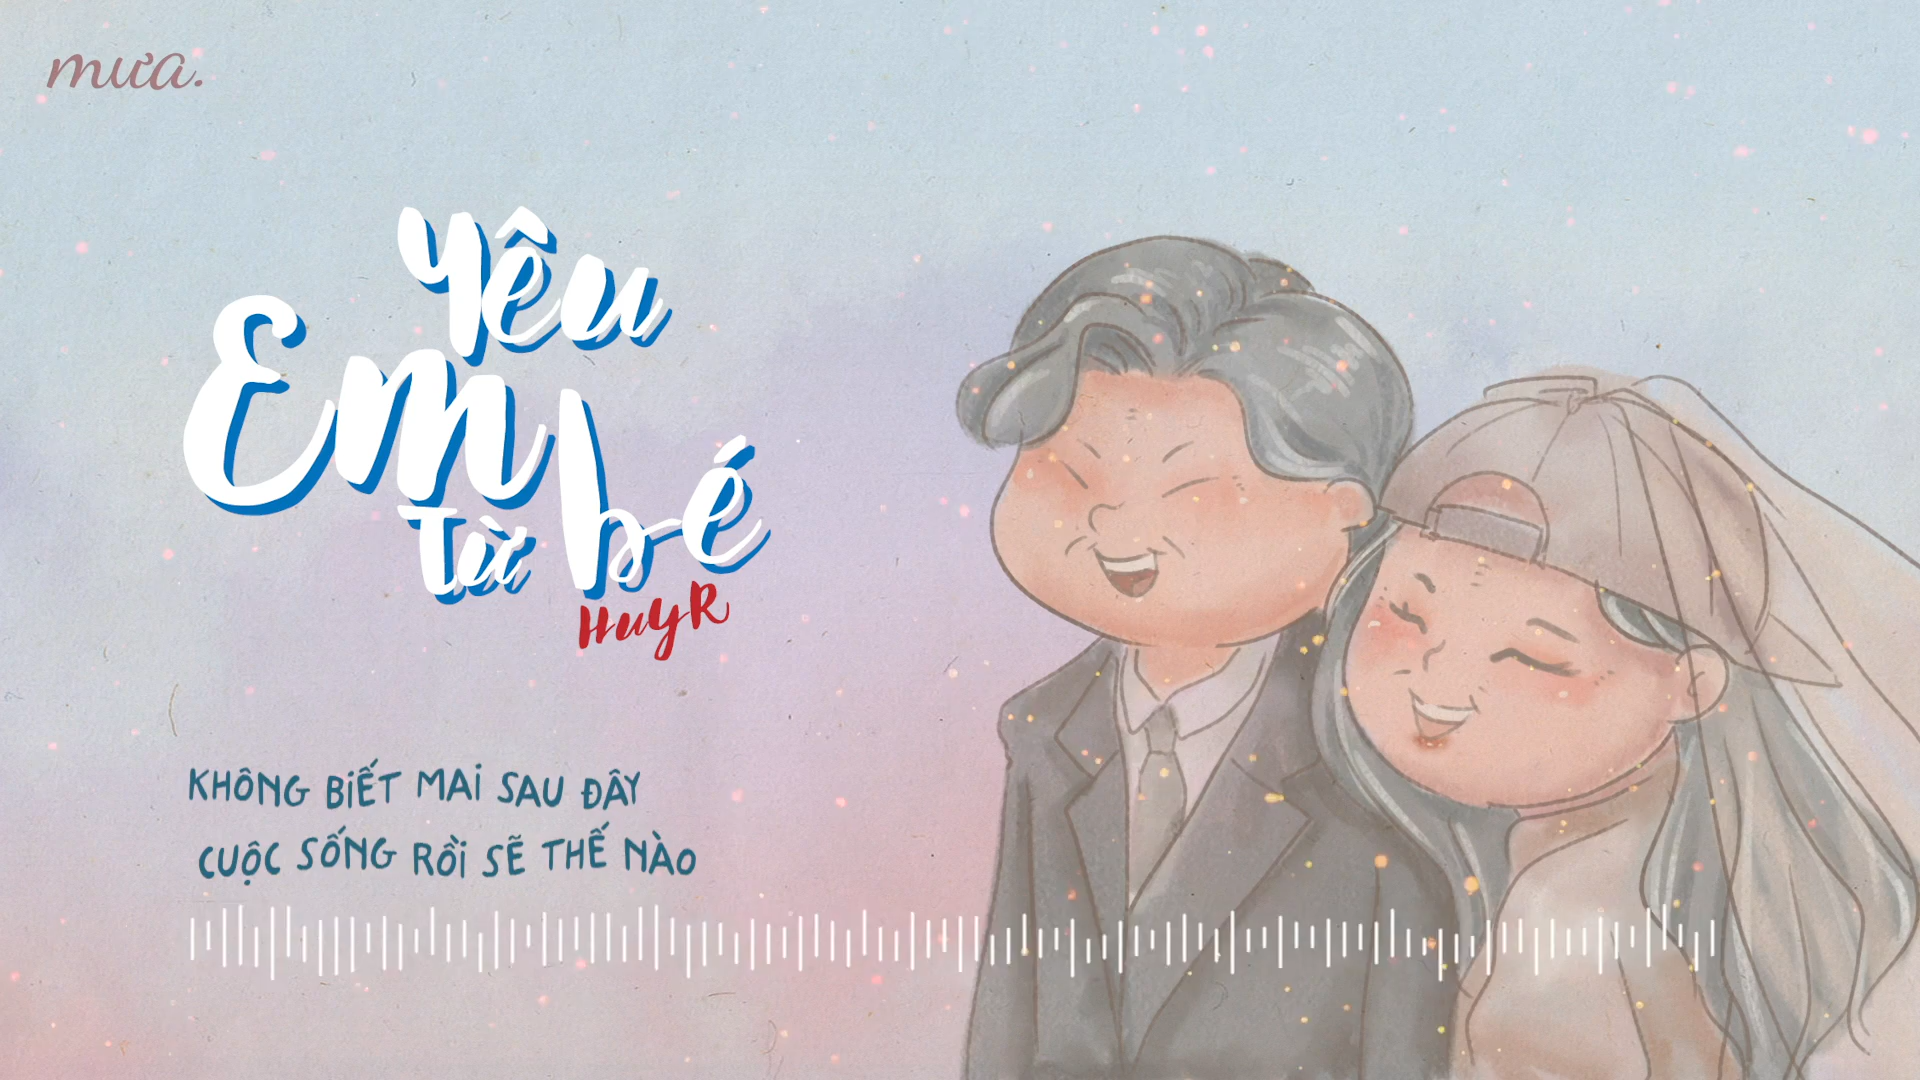 mưa.
Yêu
Em
Từ bé
HuyR
KHÔNG BIẾT MAI SAU ĐÂY
CUỘC SỐNG RỒI SẼ THẾ NÀO